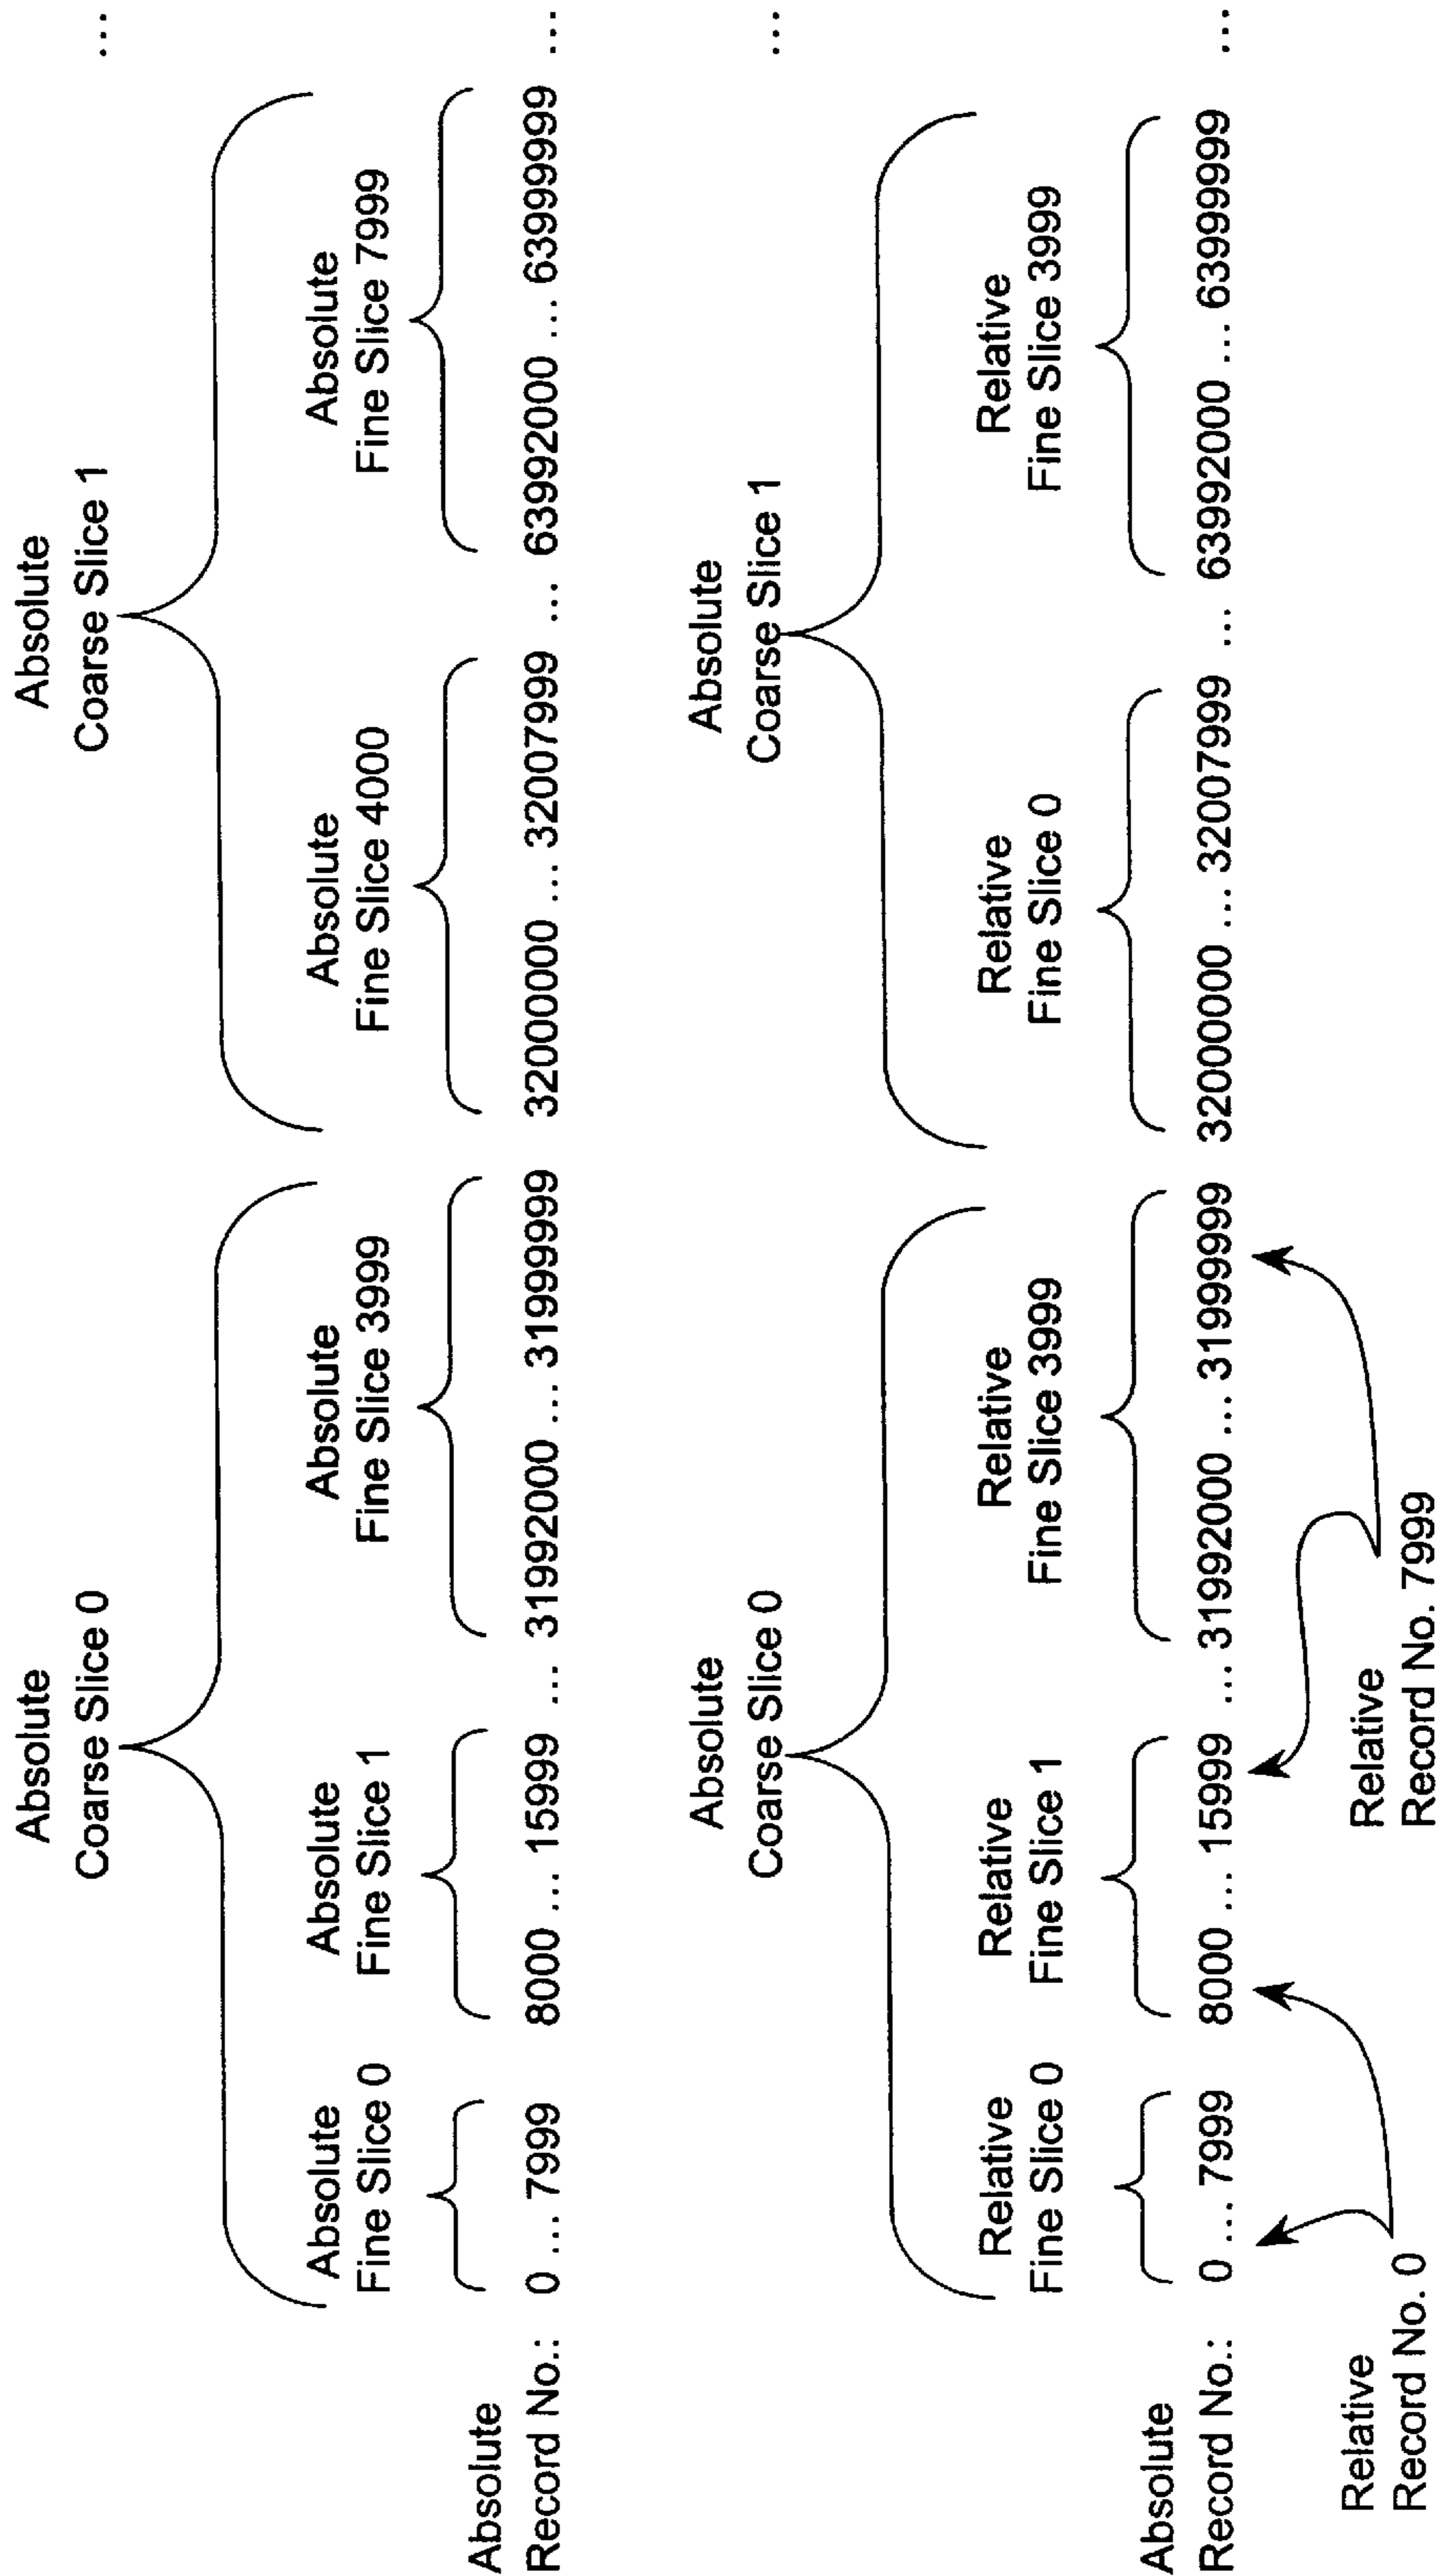 Absolute
Coarse Slice 0
Absolute
Coarse Slice 1
...
Absolute
Fine Slice 0
Absolute
Fine Slice 1
Absolute
Fine Slice 3999
Absolute
Fine Slice 4000
Absolute
Fine Slice 7999
Absolute
Record No.: 0 ... 7999 8000 ... 15999 ... 31992000 ... 31999999 32000000 ... 32007999 ... 63992000 ... 63999999 ...
Absolute
Coarse Slice 0
Absolute
Coarse Slice 1
...
Relative
Fine Slice 0
Relative
Fine Slice 1
Relative
Fine Slice 3999
Relative
Fine Slice 0
Relative
Fine Slice 3999
Absolute
Record No.: 0 ... 7999 8000 ... 15999 ... 31992000 ... 31999999 32000000 ... 32007999 ... 63992000 ... 63999999 ...
Relative
Record No. 0
Relative
Record No. 7999